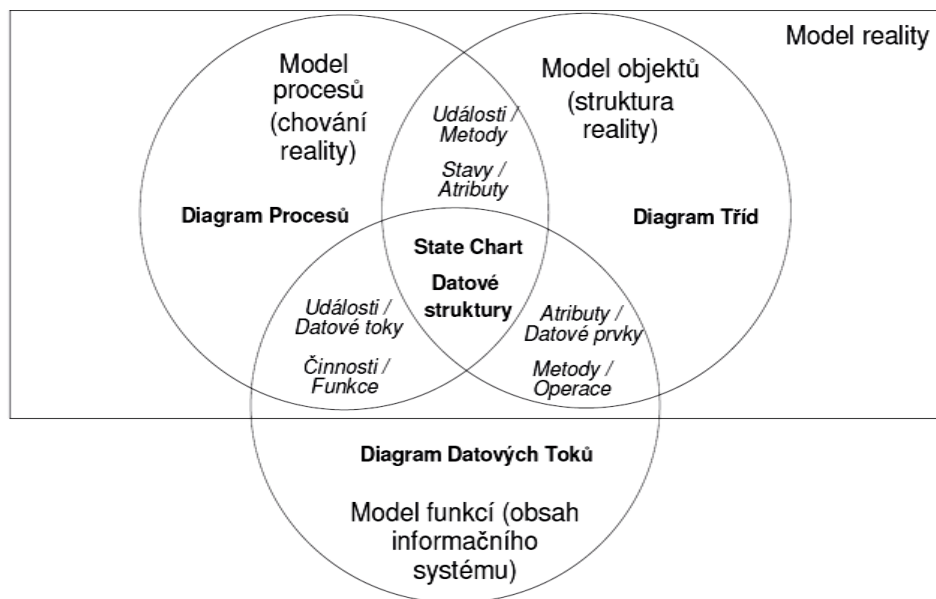 Model reality
Model
procesů
(chování
reality)
Model objektů
(struktura
reality)
Události /
Metody
Stavy /
Atributy
Diagram Procesů
Diagram Tříd
State Chart
Datové
struktury
Události /
Datové toky
Činnosti /
Funkce
Atributy/
Datové prvky
Metody /
Operace
Diagram Datových Toků
Model funkcí (obsah
informačního
systému)